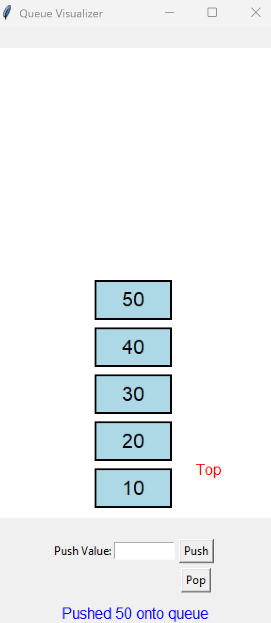 Queue Visualizer
50
40
30
20
Top
10
Push Value: Push
Pop
Pushed 50 onto queue